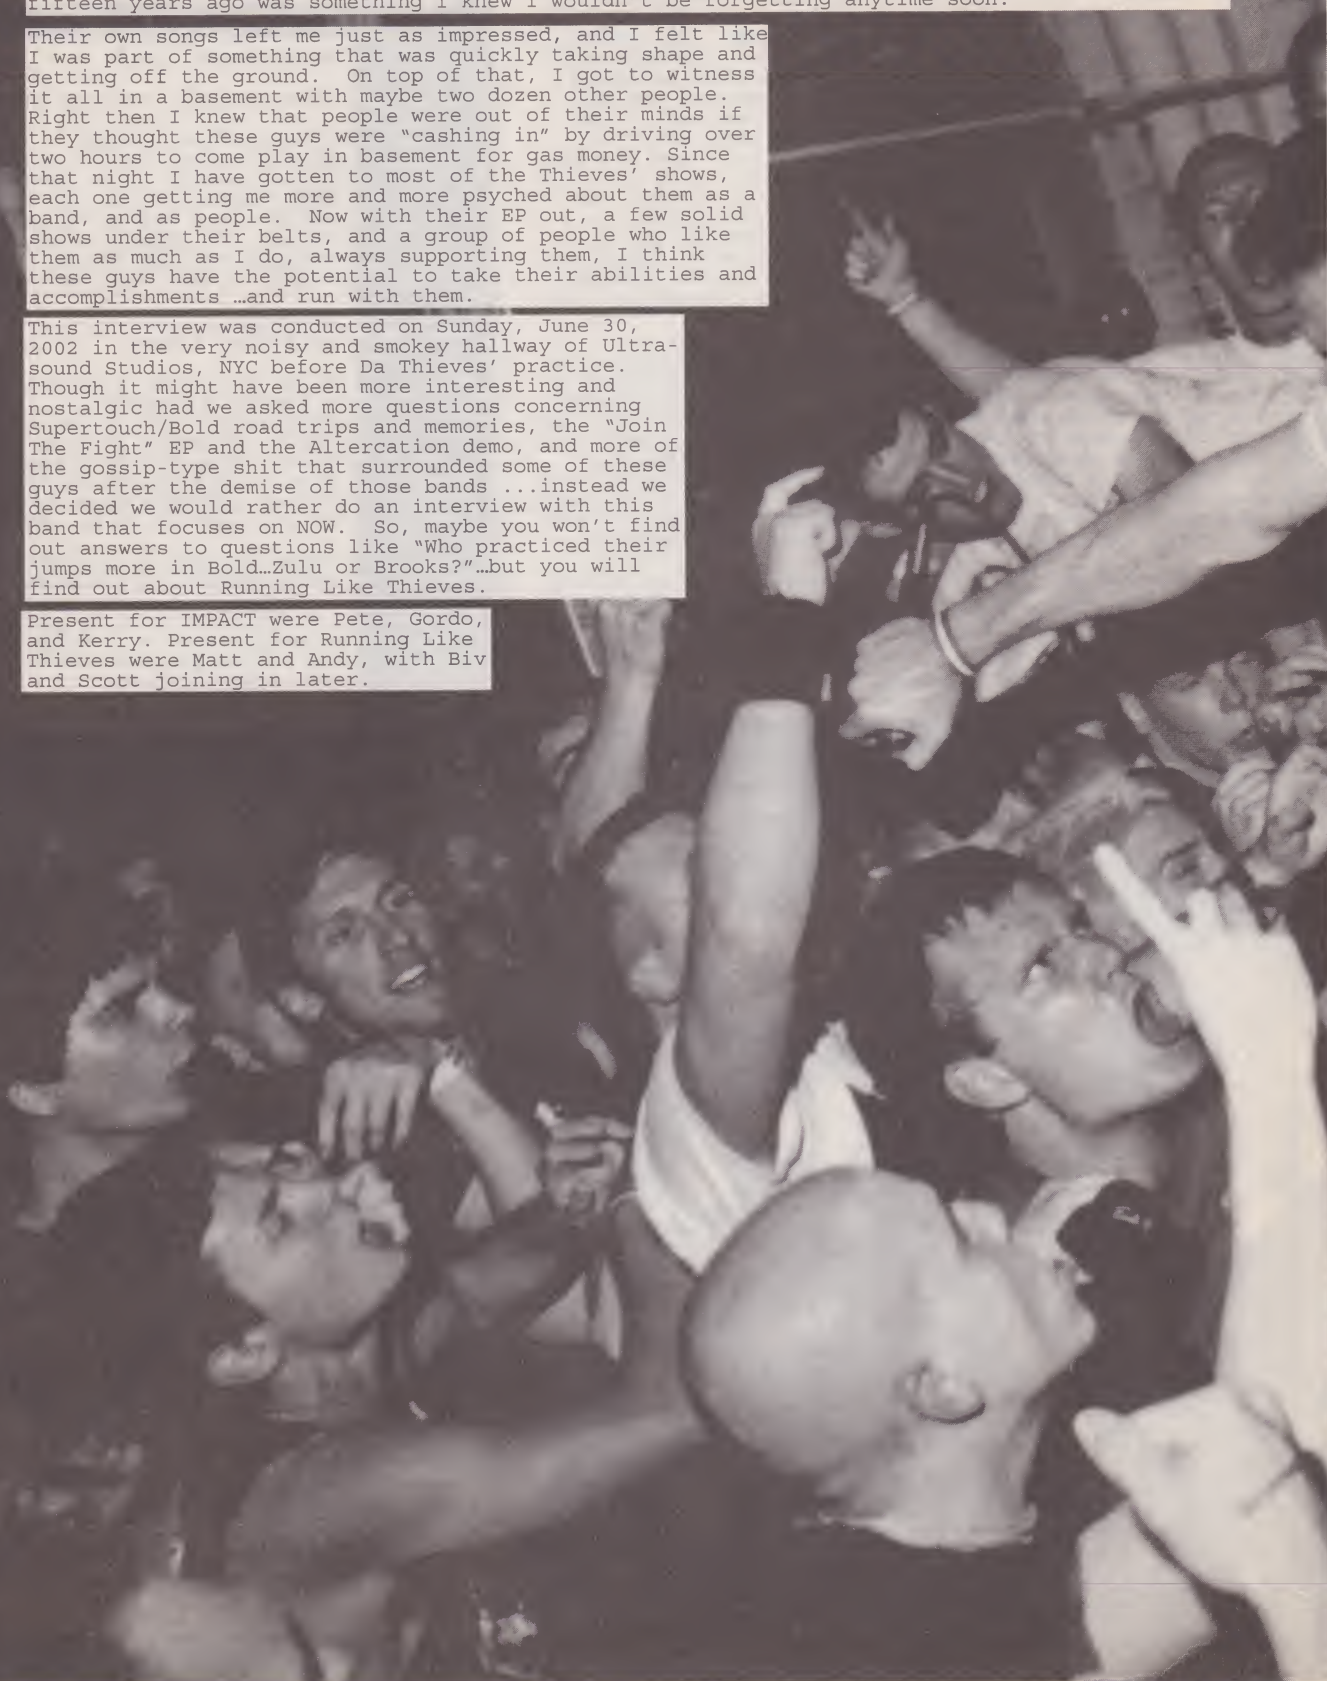 fifteen years ago was something I knew I wouldn't be forgetting anytime soon.
Their own songs left me just as impressed, and I felt like
I was part of something that was quickly taking shape and
getting off the ground.  On top of that, I got to witness
it all in a basement with maybe two dozen other people.
Right then I knew that people were out of their minds if
they thought these guys were "cashing in" by driving over
two hours to come play in basement for gas money. Since
that night I have gotten to most of the Thieves' shows,
each one getting me more and more psyched about them as a
band, and as people.  Now with their EP out, a few solid
shows under their belts, and a group of people who like
them as much as I do, always supporting them, I think
these guys have the potential to take their abilities and
accomplishments …and run with them.
This interview was conducted on Sunday, June 30,
2002 in the very noisy and smokey hallway of Ultra-
sound Studios, NYC before Da Thieves' practice.
Though it might have been more interesting and
nostalgic had we asked more questions concerning
Supertouch/Bold road trips and memories, the "Join
The Fight" EP and the Altercation demo, and more of
the gossip-type shit that surrounded some of these
guys after the demise of those bands ...instead we
decided we would rather do an interview with this
band that focuses on NOW.  So, maybe you won't find
out answers to questions like "Who practiced their
jumps more in Bold…Zulu or Brooks?"…but you will
find out about Running Like Thieves.
Present for IMPACT were Pete, Gordo,
and Kerry. Present for Running Like
Thieves were Matt and Andy, with Biv
and Scott joining in later.